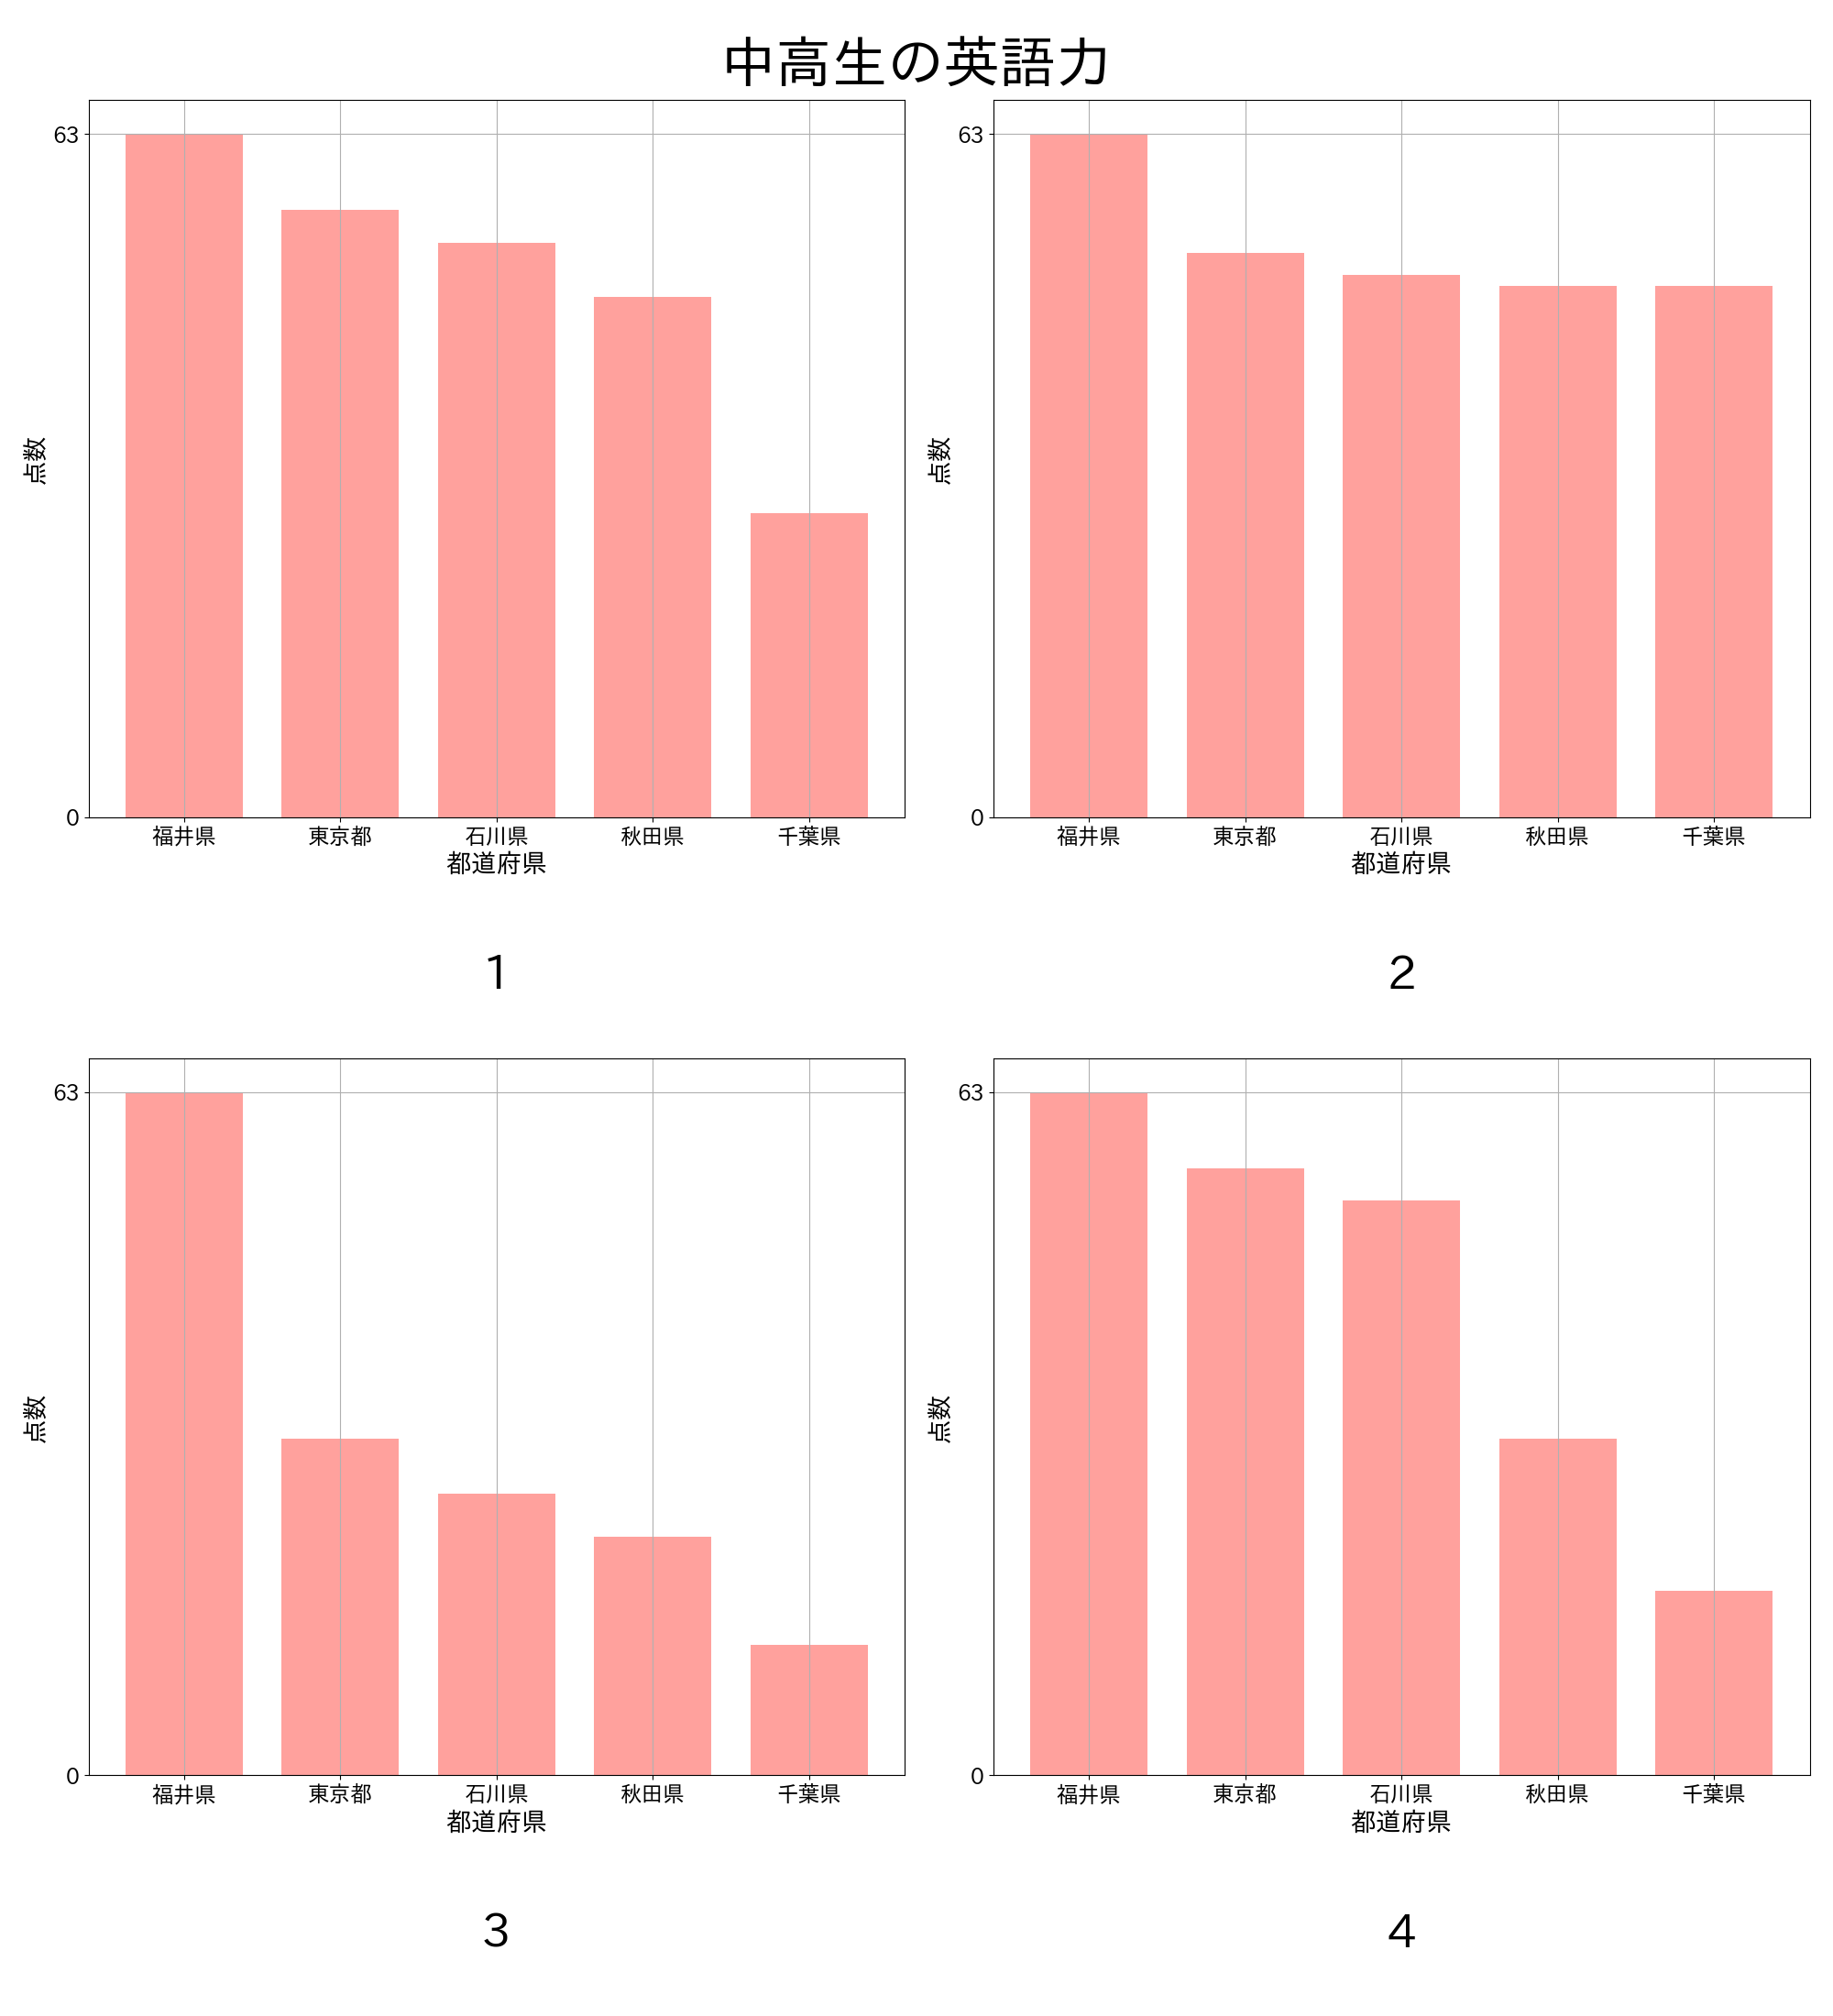 中高生の英語力
63
点数
0
福井県 東京都 石川県 秋田県 千葉県
都道府県
1
63
点数
0
福井県 東京都 石川県 秋田県 千葉県
都道府県
2
63
点数
0
福井県 東京都 石川県 秋田県 千葉県
都道府県
3
63
点数
0
福井県 東京都 石川県 秋田県 千葉県
都道府県
4